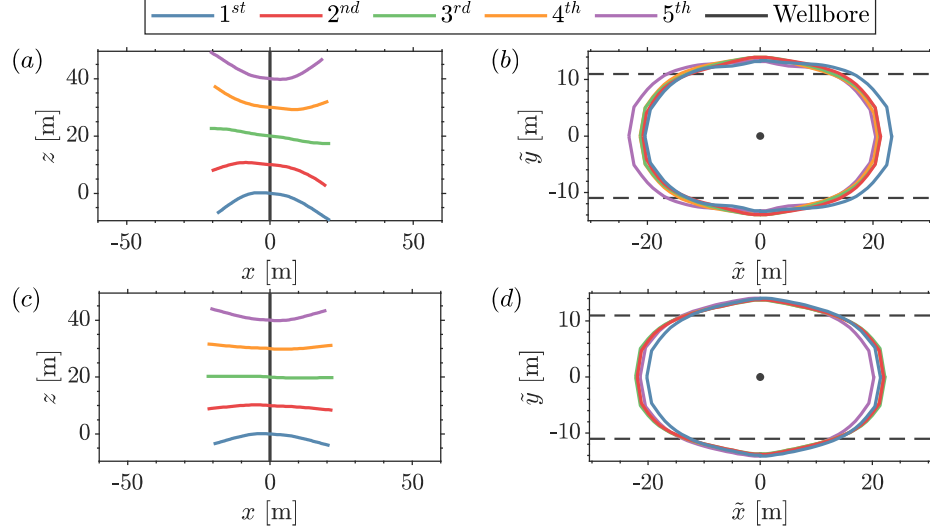 1st 2nd 3rd 4th 5th Wellbore
(a) (b)
z [m] 40 20 0
-50 0 50
x [m]
ỹ [m] 10 0 -10
-20 0 20
x̃ [m]
(c) (d)
z [m] 40 20 0
-50 0 50
x [m]
ỹ [m] 10 0 -10
-20 0 20
x̃ [m]